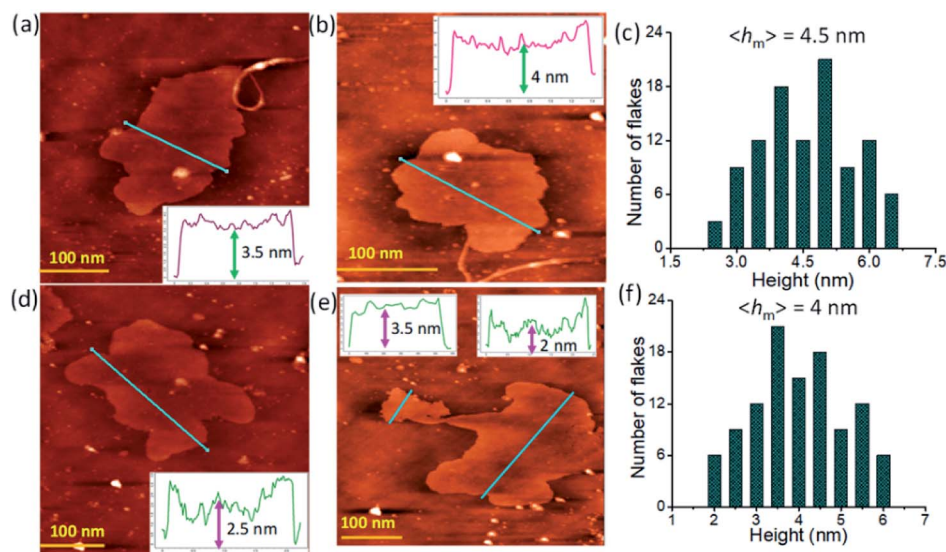 (a)
3.5 nm
100 nm
(b)
4 nm
100 nm
(c)
<hm> = 4.5 nm
Number of flakes
24
18
12
6
0
1.5 3.0 4.5 6.0 7.5
Height (nm)
(d)
2.5 nm
100 nm
(e)
3.5 nm
2 nm
100 nm
(f)
<hm> = 4 nm
Number of flakes
24
18
12
6
0
1 2 3 4 5 6 7
Height (nm)